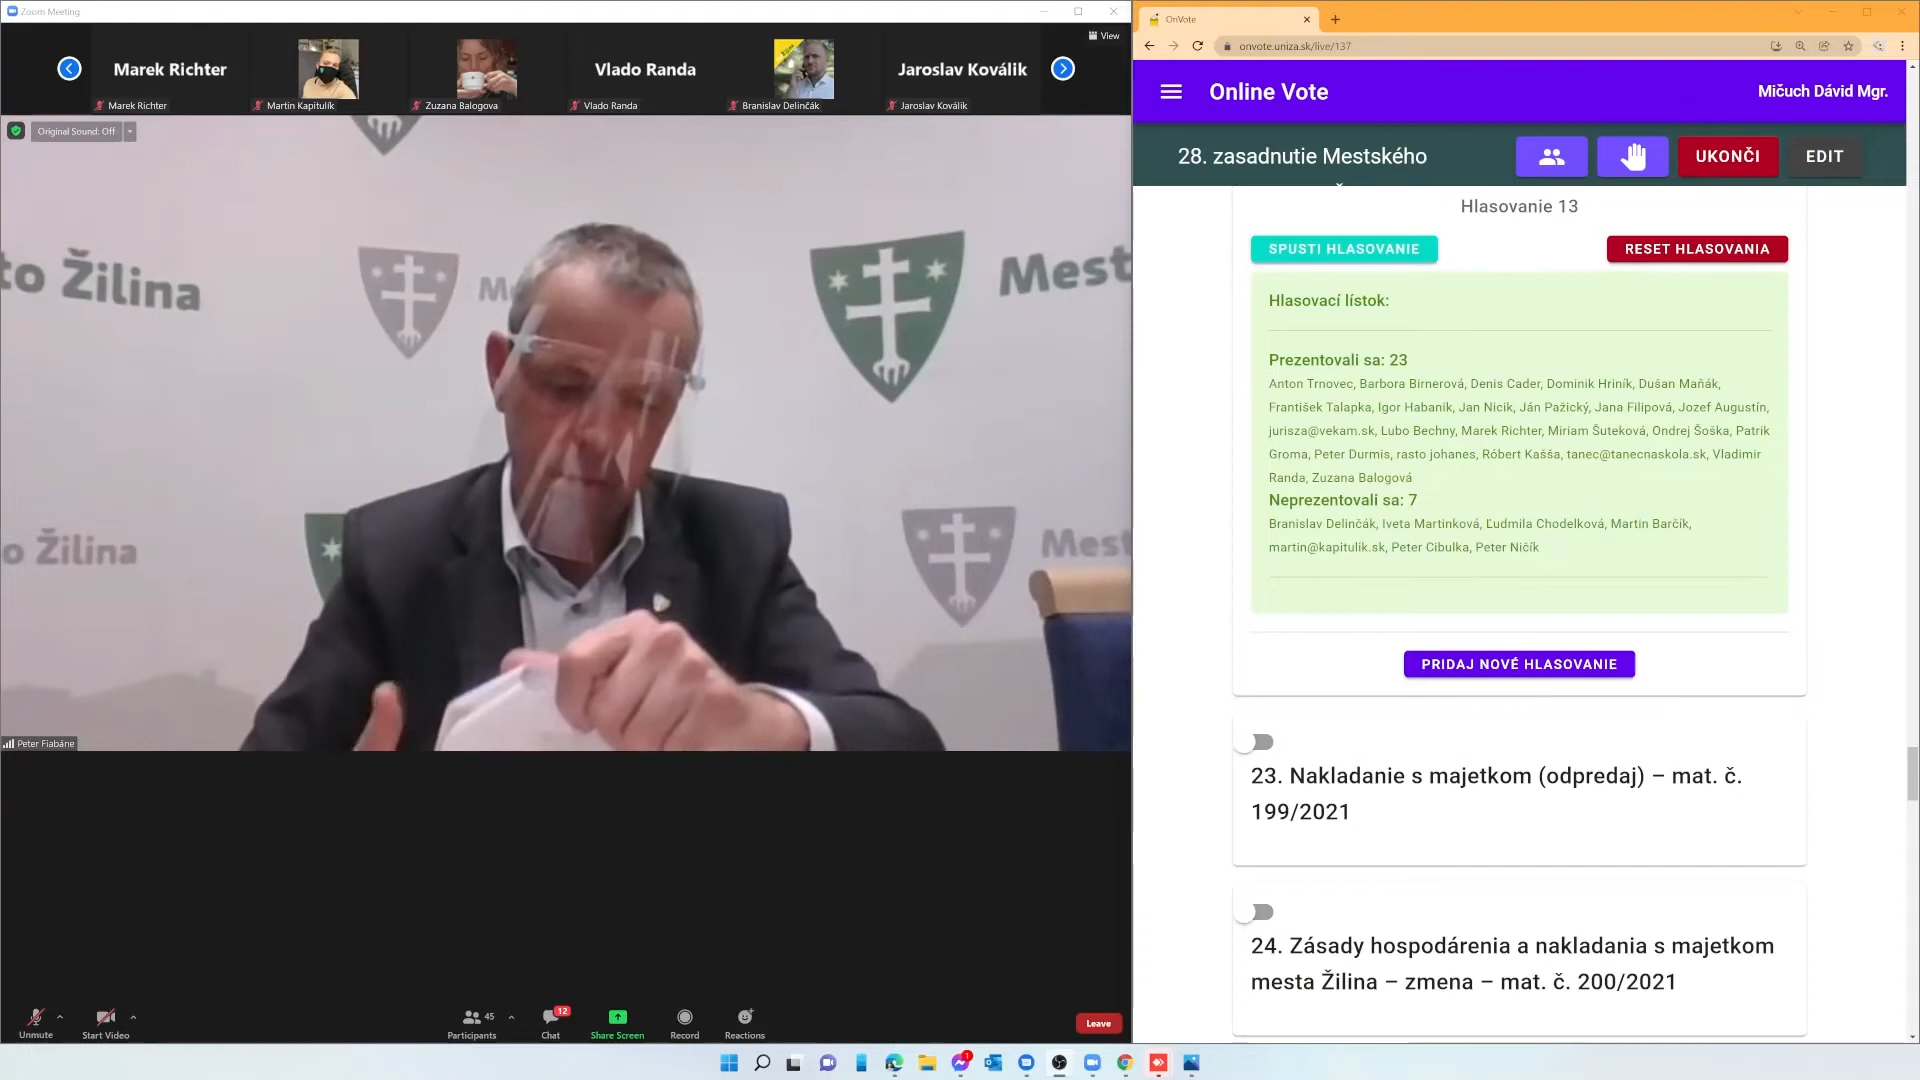 Zoom Meeting
View
Marek Richter
Vlado Randa
Jaroslav Koválik
Marek Richter
Martin Kapitulík
Zuzana Balogova
Vlado Randa
Branislav Delinčák
Jaroslav Koválik
Original Sound: Off
to Žilina
Mest
o Žilina
Mest
Peter Fiabáne
Unmute
Start Video
45
Participants
12
Chat
Share Screen
Record
Reactions
Leave
OnVote
onvote.uniza.sk/live/137
Online Vote
Mičuch Dávid Mgr.
28. zasadnutie Mestského
UKONČI
EDIT
Hlasovanie 13
SPUSTI HLASOVANIE
RESET HLASOVANIA
Hlasovací lístok:
Prezentovali sa: 23
Anton Trnovec, Barbora Birnerová, Denis Cader, Dominik Hriník, Dušan Maňák,
František Talapka, Igor Habanik, Jan Nicik, Ján Pažický, Jana Filipová, Jozef Augustín,
jurisza@vekam.sk, Lubo Bechny, Marek Richter, Miriam Šuteková, Ondrej Šoška, Patrik
Groma, Peter Durmis, rasto johanes, Róbert Kašša, tanec@tanecnaskola.sk, Vladimir
Randa, Zuzana Balogová
Neprezentovali sa: 7
Branislav Delinčák, Iveta Martinková, Ľudmila Chodelková, Martin Barčík,
martin@kapitulik.sk, Peter Cibulka, Peter Ničík
PRIDAJ NOVÉ HLASOVANIE
23. Nakladanie s majetkom (odpredaj) – mat. č.
199/2021
24. Zásady hospodárenia a nakladania s majetkom
mesta Žilina – zmena – mat. č. 200/2021